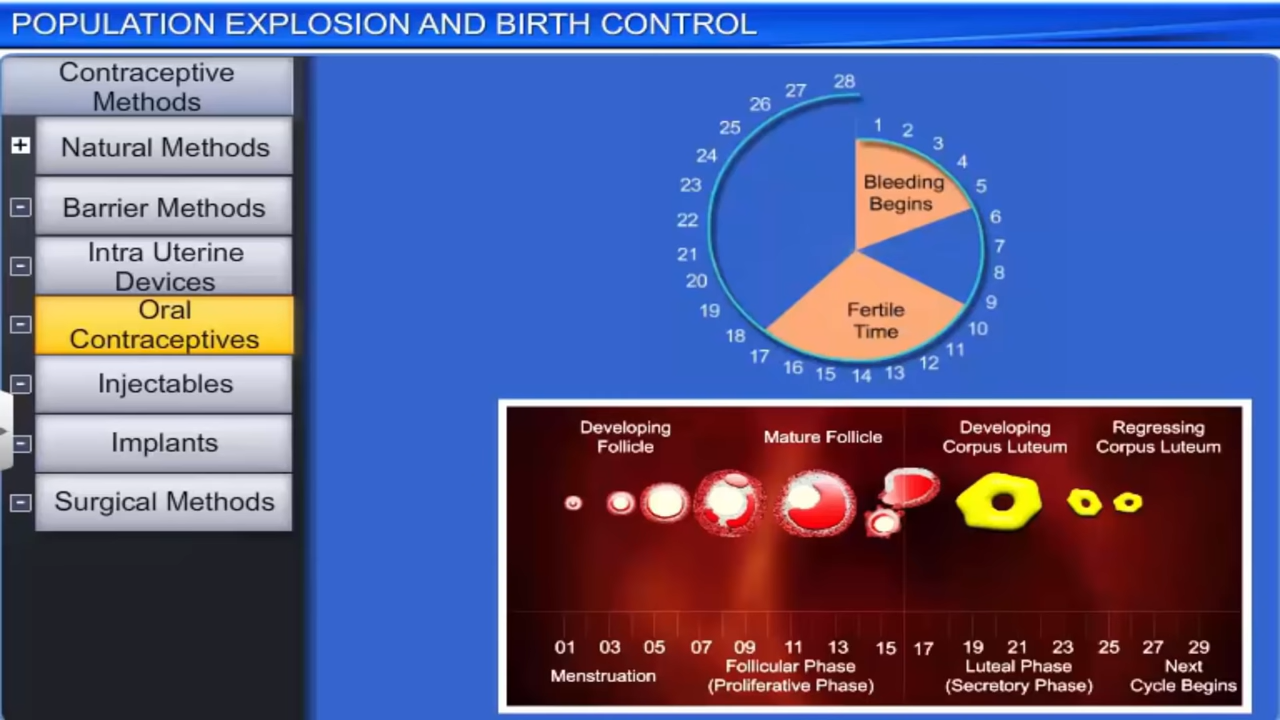 POPULATION EXPLOSION AND BIRTH CONTROL
Contraceptive
Methods
Natural Methods
Barrier Methods
Intra Uterine
Devices
Oral
Contraceptives
Injectables
Implants
Surgical Methods
28
27
26
25
24
23
22
21
20
19
18
17
16
15
14
13
12
11
10
9
8
7
6
5
4
3
2
1
Bleeding
Begins
Fertile
Time
Developing
Follicle
Mature Follicle
Developing
Corpus Luteum
Regressing
Corpus Luteum
01 03 05 07 09 11 13 15 17 19 21 23 25 27 29
Menstruation
Follicular Phase
(Proliferative Phase)
Luteal Phase
(Secretory Phase)
Next
Cycle Begins